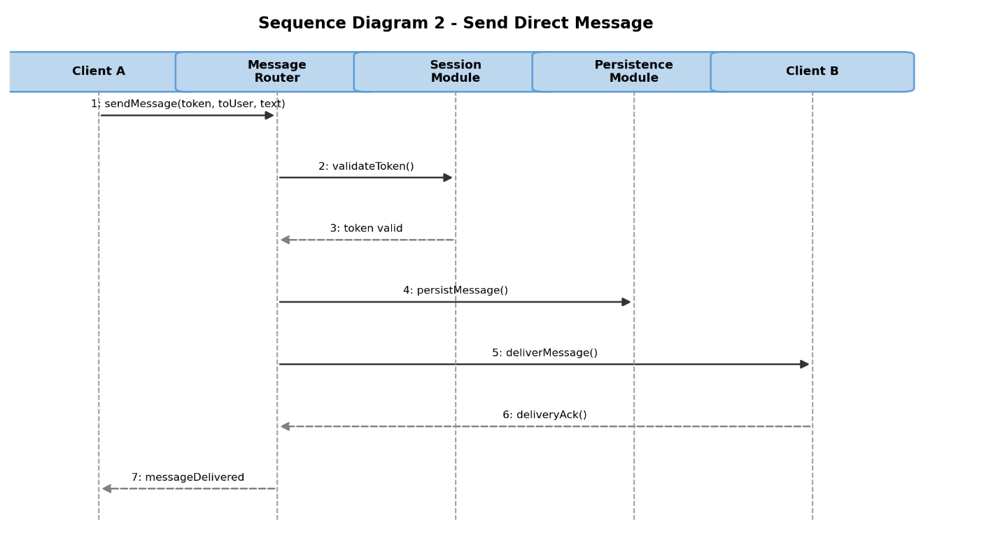 Sequence Diagram 2 - Send Direct Message
Client A
Message
Router
Session
Module
Persistence
Module
Client B
1: sendMessage(token, toUser, text)
2: validateToken()
3: token valid
4: persistMessage()
5: deliverMessage()
6: deliveryAck()
7: messageDelivered